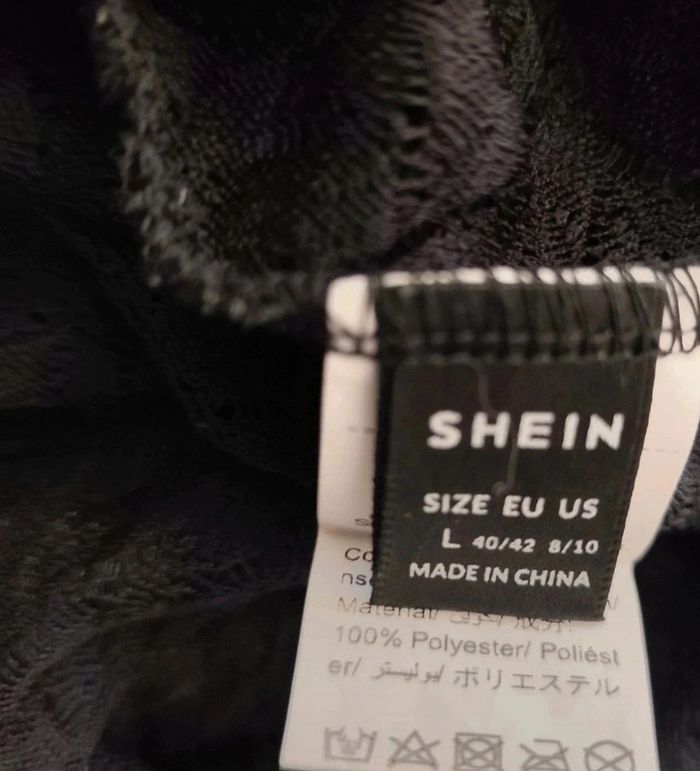 SHEIN
SIZE EU US
L 40/42 8/10
MADE IN CHINA
100% Polyester/ Poliést
er/ بوليستر/ ポリエステル